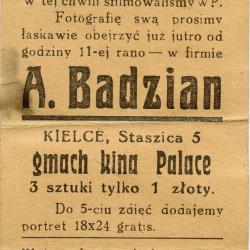 w tej chwili sfilmowaliśmy WP.
Fotografię swą prosimy
łaskawie obejrzyć już jutro od
godziny 11-ej rano — w firmie
A. Badzian
KIELCE, Staszica 5
gmach kina Palace
3 sztuki tylko 1 złoty.
Do 5-ciu zdjęć dodajemy
portret 18x24 gratis.